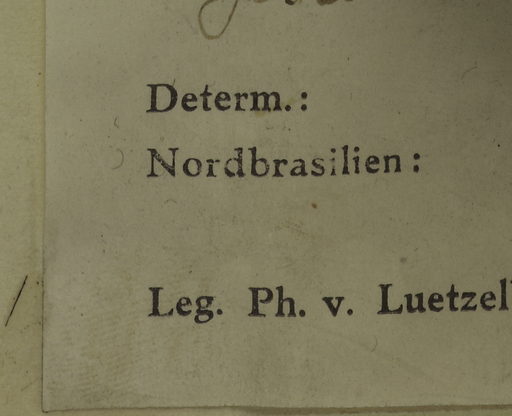 Determ.:
Nordbrasilien:
Leg. Ph. v. Luetzel